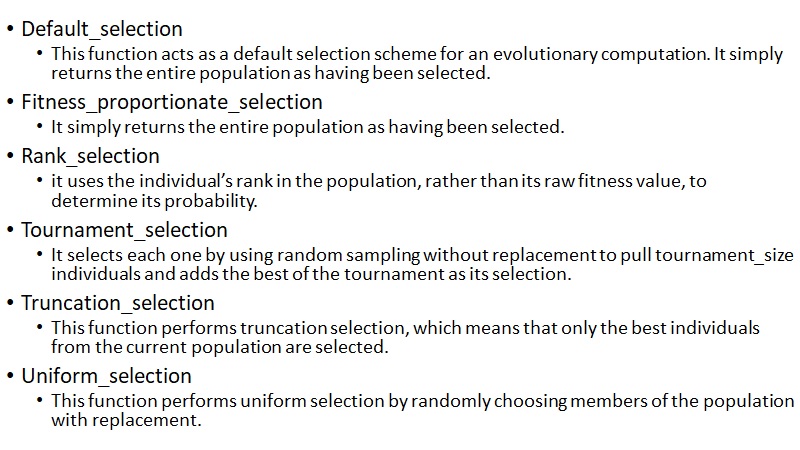 • Default_selection
• This function acts as a default selection scheme for an evolutionary computation. It simply
returns the entire population as having been selected.
• Fitness_proportionate_selection
• It simply returns the entire population as having been selected.
• Rank_selection
• it uses the individual’s rank in the population, rather than its raw fitness value, to
determine its probability.
• Tournament_selection
• It selects each one by using random sampling without replacement to pull tournament_size
individuals and adds the best of the tournament as its selection.
• Truncation_selection
• This function performs truncation selection, which means that only the best individuals
from the current population are selected.
• Uniform_selection
• This function performs uniform selection by randomly choosing members of the population
with replacement.